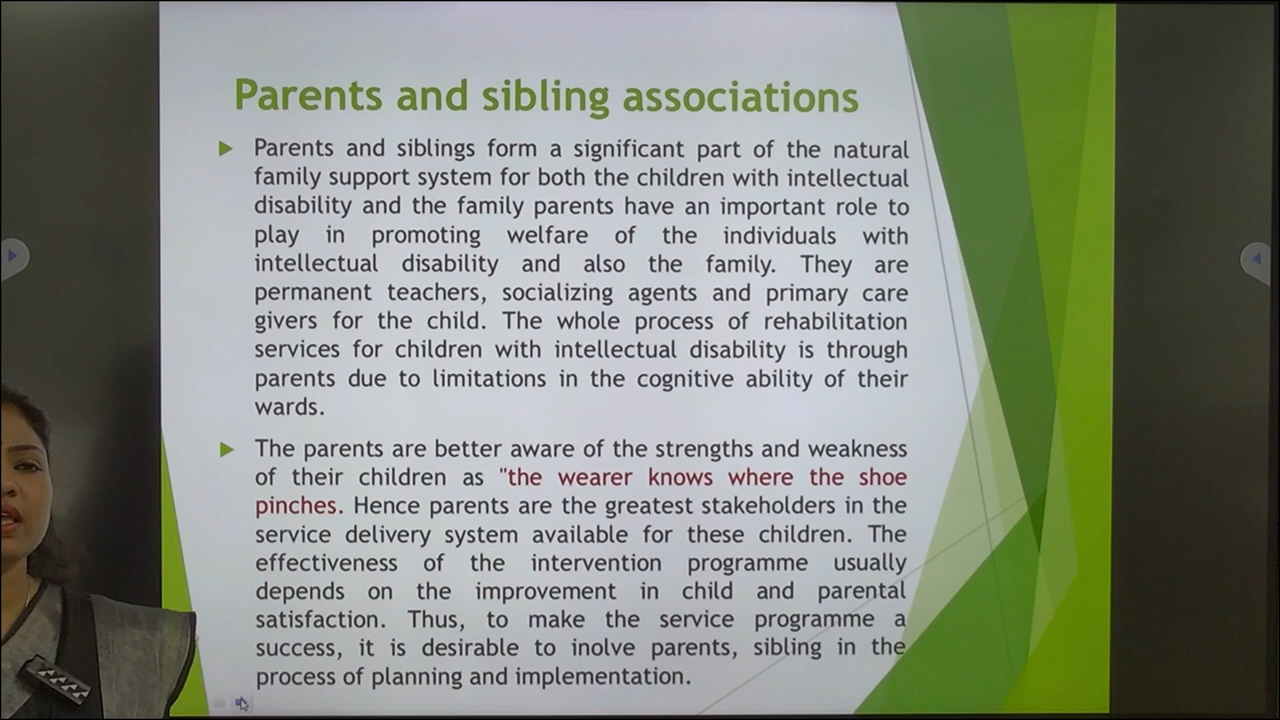 Parents and sibling associations
Parents and siblings form a significant part of the natural
family support system for both the children with intellectual
disability and the family parents have an important role to
play in promoting welfare of the individuals with
intellectual disability and also the family. They are
permanent teachers, socializing agents and primary care
givers for the child. The whole process of rehabilitation
services for children with intellectual disability is through
parents due to limitations in the cognitive ability of their
wards.
The parents are better aware of the strengths and weakness
of their children as "the wearer knows where the shoe
pinches. Hence parents are the greatest stakeholders in the
service delivery system available for these children. The
effectiveness of the intervention programme usually
depends on the improvement in child and parental
satisfaction. Thus, to make the service programme a
success, it is desirable to inolve parents, sibling in the
process of planning and implementation.